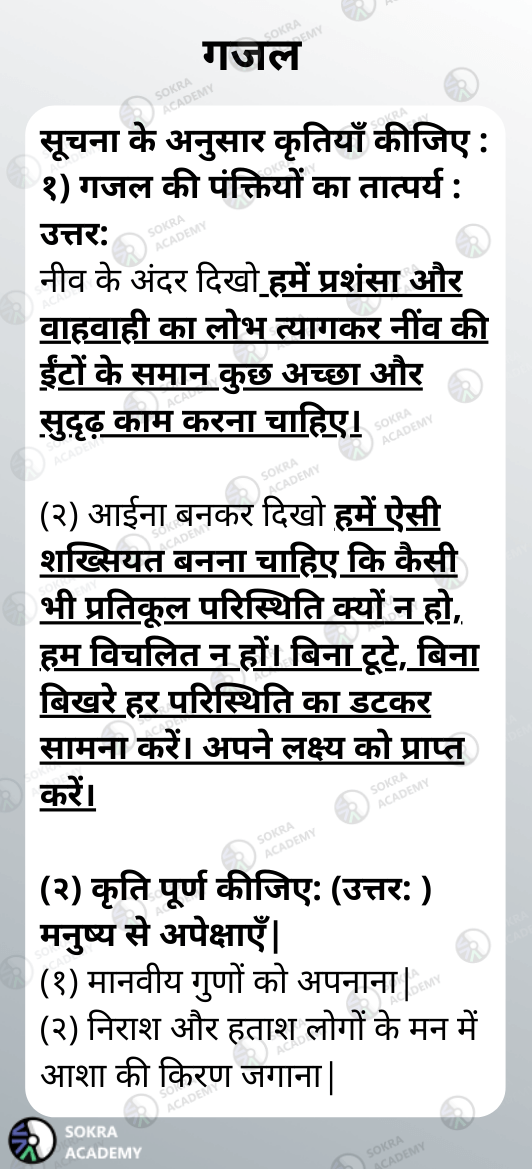 गजल
सूचना के अनुसार कृतियाँ कीजिए :
१) गजल की पंक्तियों का तात्पर्य :
उत्तर:
नीव के अंदर दिखो हमें प्रशंसा और
वाहवाही का लोभ त्यागकर नींव की
ईंटों के समान कुछ अच्छा और
सुदृढ़ काम करना चाहिए।
(२) आईना बनकर दिखो हमें ऐसी
शख्सियत बनना चाहिए कि कैसी
भी प्रतिकूल परिस्थिति क्यों न हो,
हम विचलित न हों। बिना टूटे, बिना
बिखरे हर परिस्थिति का डटकर
सामना करें। अपने लक्ष्य को प्राप्त
करें।
(२) कृति पूर्ण कीजिए: (उत्तर: )
मनुष्य से अपेक्षाएँ|
(१) मानवीय गुणों को अपनाना|
(२) निराश और हताश लोगों के मन में
आशा की किरण जगाना|
SOKRA
ACADEMY